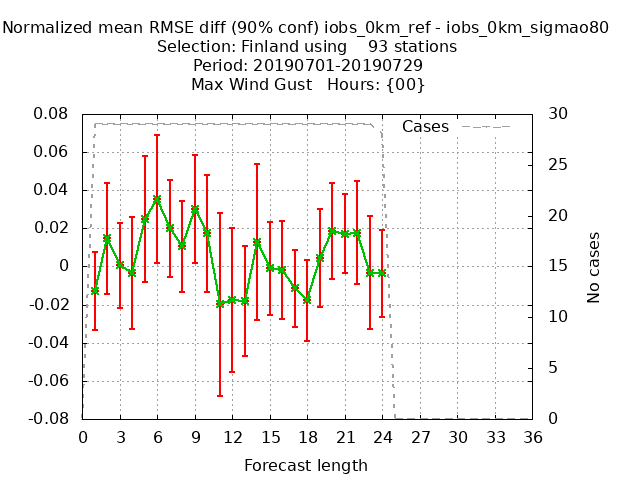 Normalized mean RMSE diff (90% conf) iobs_0km_ref - iobs_0km_sigmao80
Selection: Finland using    93 stations
Period: 20190701-20190729
Max Wind Gust   Hours: {00}
Cases
0.08
0.06
0.04
0.02
0
-0.02
-0.04
-0.06
-0.08
30
25
20
15
10
5
0
No cases
0 3 6 9 12 15 18 21 24 27 30 33 36
Forecast length